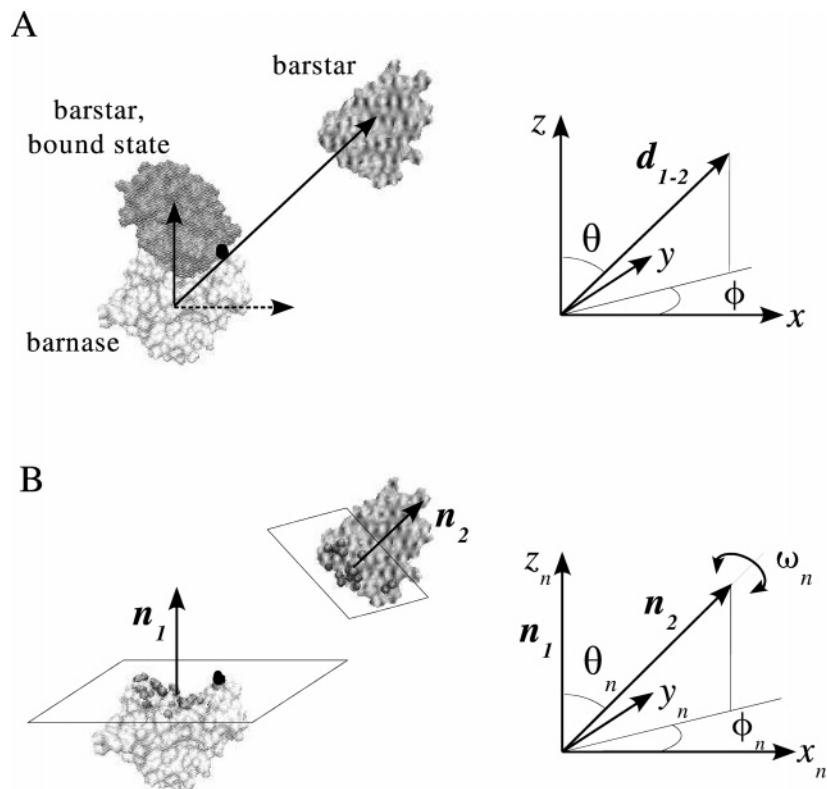 A
barstar
barstar,
bound state
barnase
z
d1-2
θ
y
ϕ
x
B
n2
n1
zn
ωn
n2
n1
θn
yn
ϕn
xn